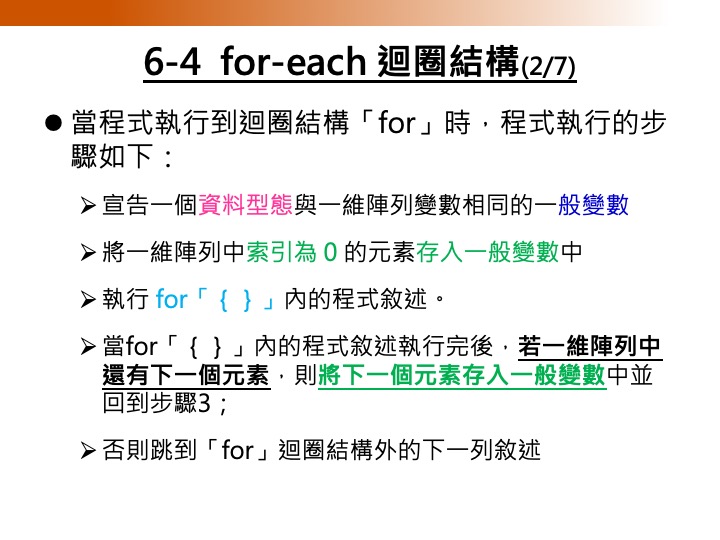 6-4 for-each 迴圈結構(2/7)
當程式執行到迴圈結構「for」時，程式執行的步
驟如下：
宣告一個資料型態與一維陣列變數相同的一般變數
將一維陣列中索引為 0 的元素存入一般變數中
執行 for「｛ ｝」內的程式敘述。
當for「｛ ｝」內的程式敘述執行完後，若一維陣列中
還有下一個元素，則將下一個元素存入一般變數中並
回到步驟3；
否則跳到「for」迴圈結構外的下一列敘述